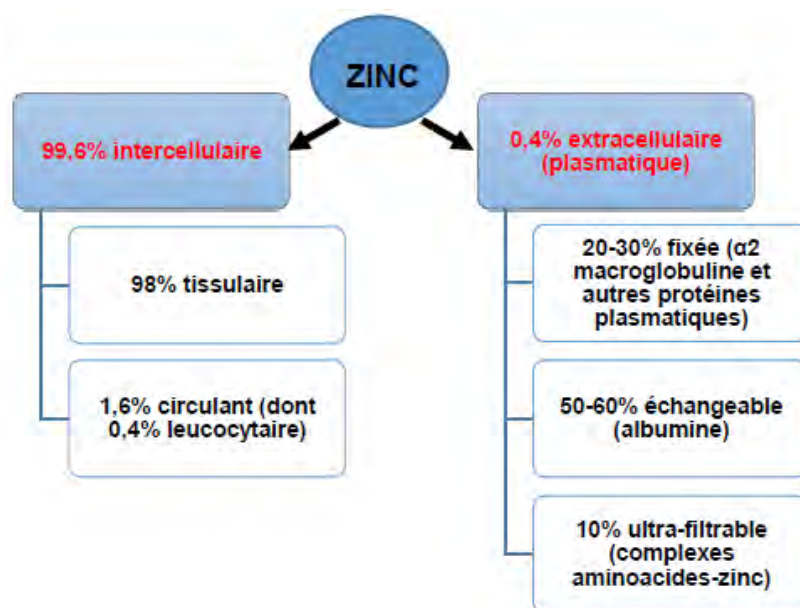 ZINC
99,6% intercellulaire
98% tissulaire
1,6% circulant (dont
0,4% leucocytaire)
0,4% extracellulaire
(plasmatique)
20-30% fixée (α2
macroglobuline et
autres protéines
plasmatiques)
50-60% échangeable
(albumine)
10% ultra-filtrable
(complexes
aminoacides-zinc)